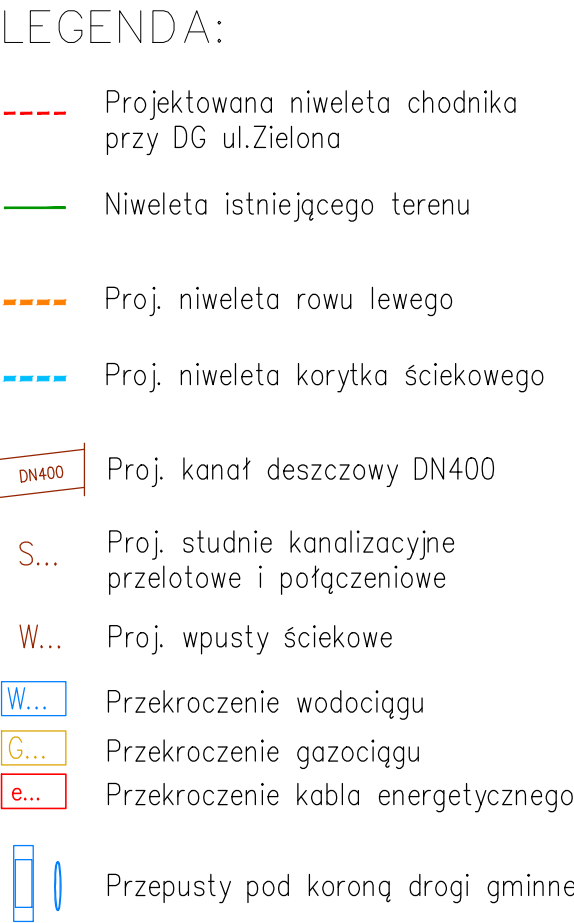 LEGENDA:
Projektowana niweleta chodnika
przy DG ul.Zielona
Niweleta istniejącego terenu
Proj. niweleta rowu lewego
Proj. niweleta korytka ściekowego
DN400 Proj. kanał deszczowy DN400
S... Proj. studnie kanalizacyjne
przelotowe i połączeniowe
W... Proj. wpusty ściekowe
W... Przekroczenie wodociągu
G... Przekroczenie gazociągu
e... Przekroczenie kabla energetycznego
Przepusty pod koroną drogi gminne